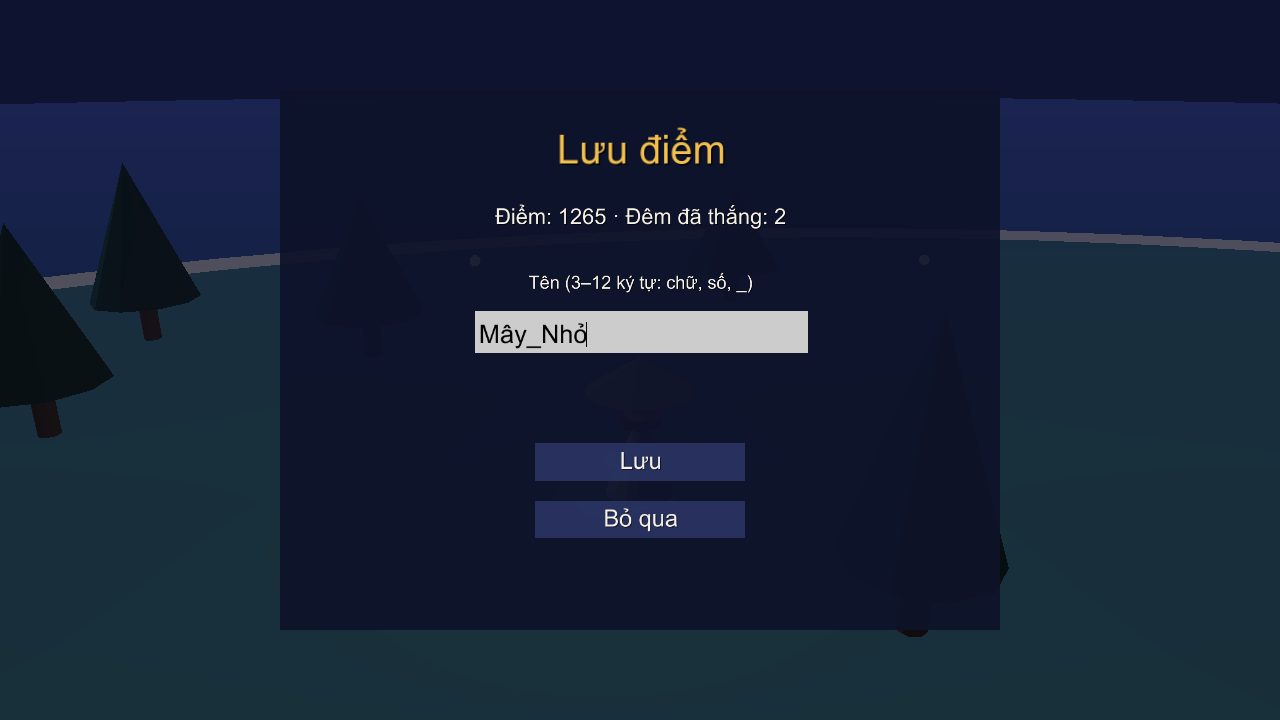 Lưu điểm
Điểm: 1265 · Đêm đã thắng: 2
Tên (3–12 ký tự: chữ, số, _)
Mây_Nhỏ
Lưu
Bỏ qua